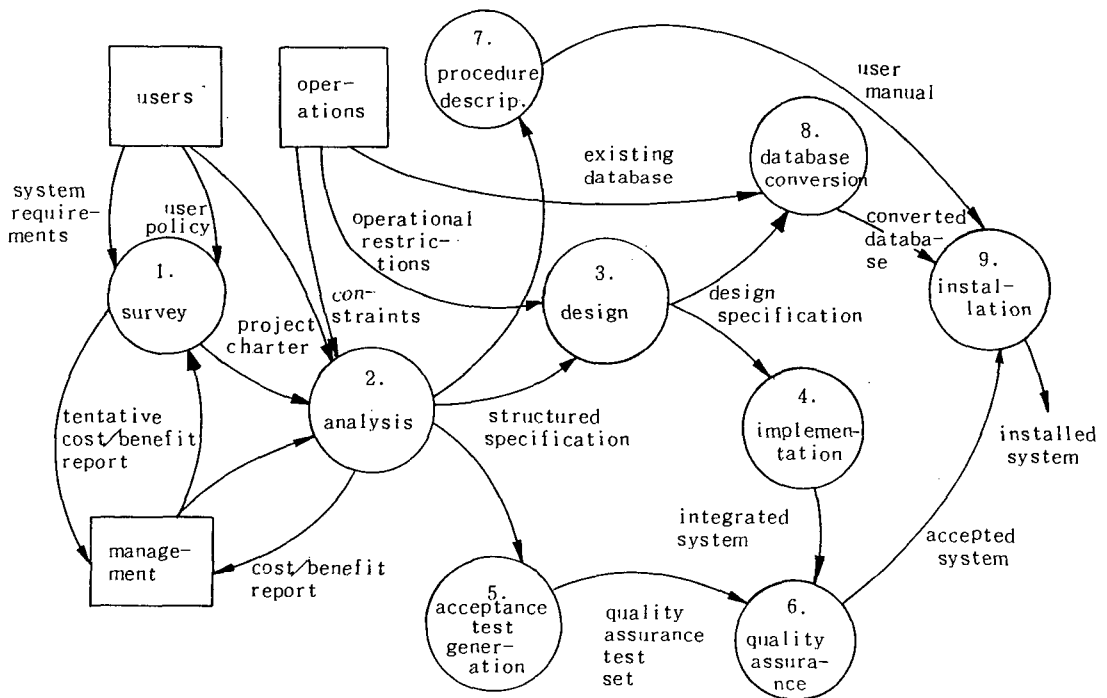 users
oper-
ations
7.
procedure
descrip.
user
manual
8.
database
conversion
existing
database
system
require-
ments
user
policy
operational
restric-
tions
converted
databa-
se
1.
survey
3.
design
9.
instal-
lation
con-
straints
design
specification
project
charter
2.
analysis
4.
implemen-
tation
tentative
cost/benefit
report
structured
specification
installed
system
manage-
ment
cost/benefit
report
integrated
system
accepted
system
5.
acceptance
test
gener-
ation
quality
assurance
test
set
6.
quality
assura-
nce